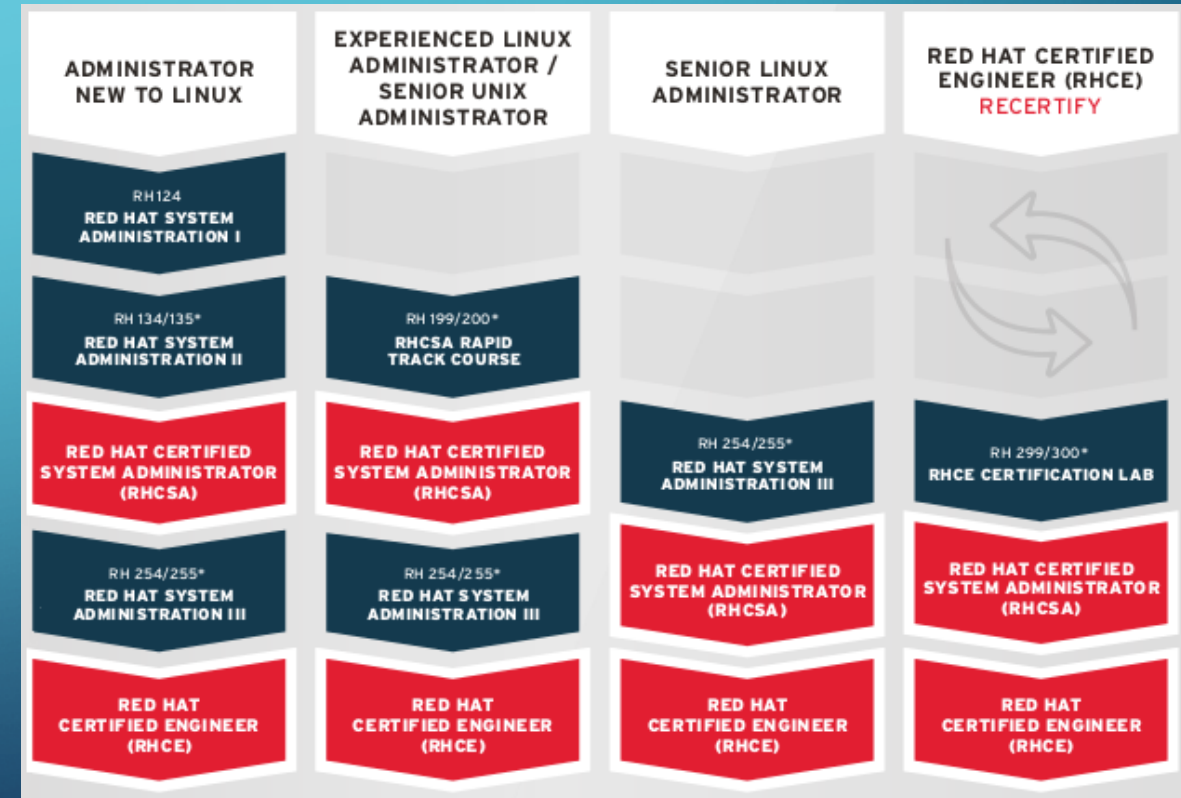 ADMINISTRATOR
NEW TO LINUX
RH124
RED HAT SYSTEM
ADMINISTRATION I
RH 134/135*
RED HAT SYSTEM
ADMINISTRATION II
RED HAT CERTIFIED
SYSTEM ADMINISTRATOR
(RHCSA)
RH 254/255*
RED HAT SYSTEM
ADMINISTRATION III
RED HAT
CERTIFIED ENGINEER
(RHCE)
EXPERIENCED LINUX
ADMINISTRATOR /
SENIOR UNIX
ADMINISTRATOR
RH 199/200*
RHCSA RAPID
TRACK COURSE
RED HAT CERTIFIED
SYSTEM ADMINISTRATOR
(RHCSA)
RH 254/255*
RED HAT SYSTEM
ADMINISTRATION III
RED HAT
CERTIFIED ENGINEER
(RHCE)
SENIOR LINUX
ADMINISTRATOR
RH 254/255*
RED HAT SYSTEM
ADMINISTRATION III
RED HAT CERTIFIED
SYSTEM ADMINISTRATOR
(RHCSA)
RED HAT
CERTIFIED ENGINEER
(RHCE)
RED HAT CERTIFIED
ENGINEER (RHCE)
RECERTIFY
RH 299/300*
RHCE CERTIFICATION LAB
RED HAT CERTIFIED
SYSTEM ADMINISTRATOR
(RHCSA)
RED HAT
CERTIFIED ENGINEER
(RHCE)